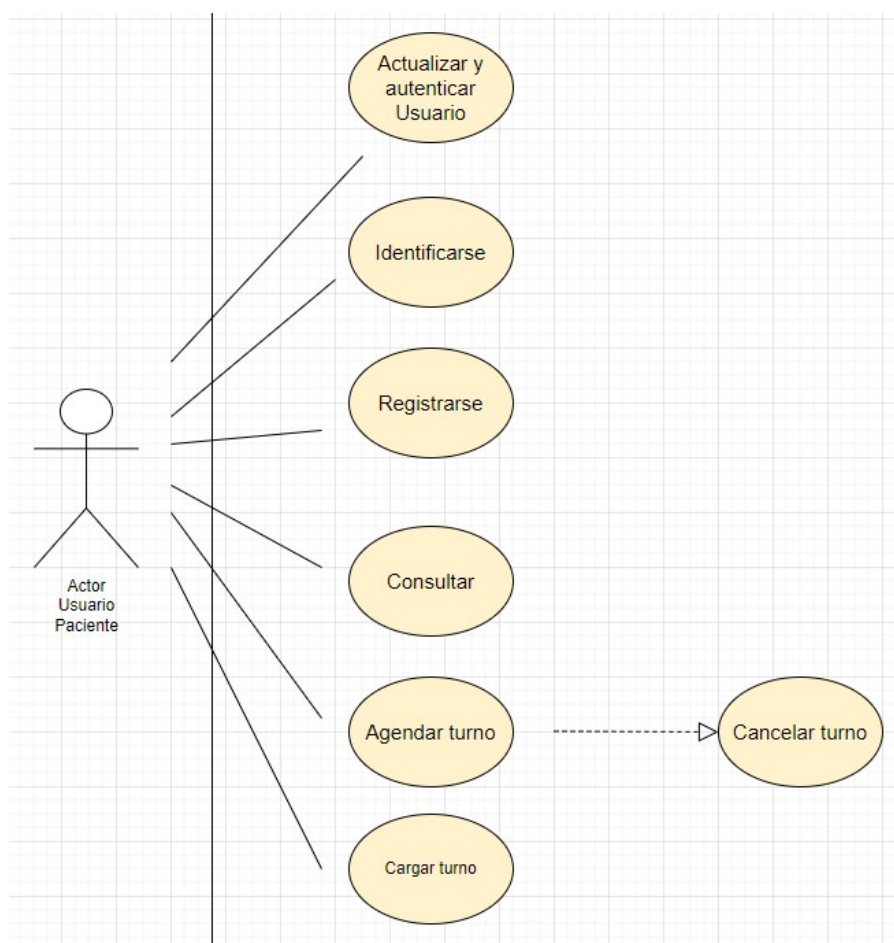 Actualizar y
autenticar
Usuario
Identificarse
Registrarse
Actor
Usuario
Paciente
Consultar
Agendar turno
Cancelar turno
Cargar turno